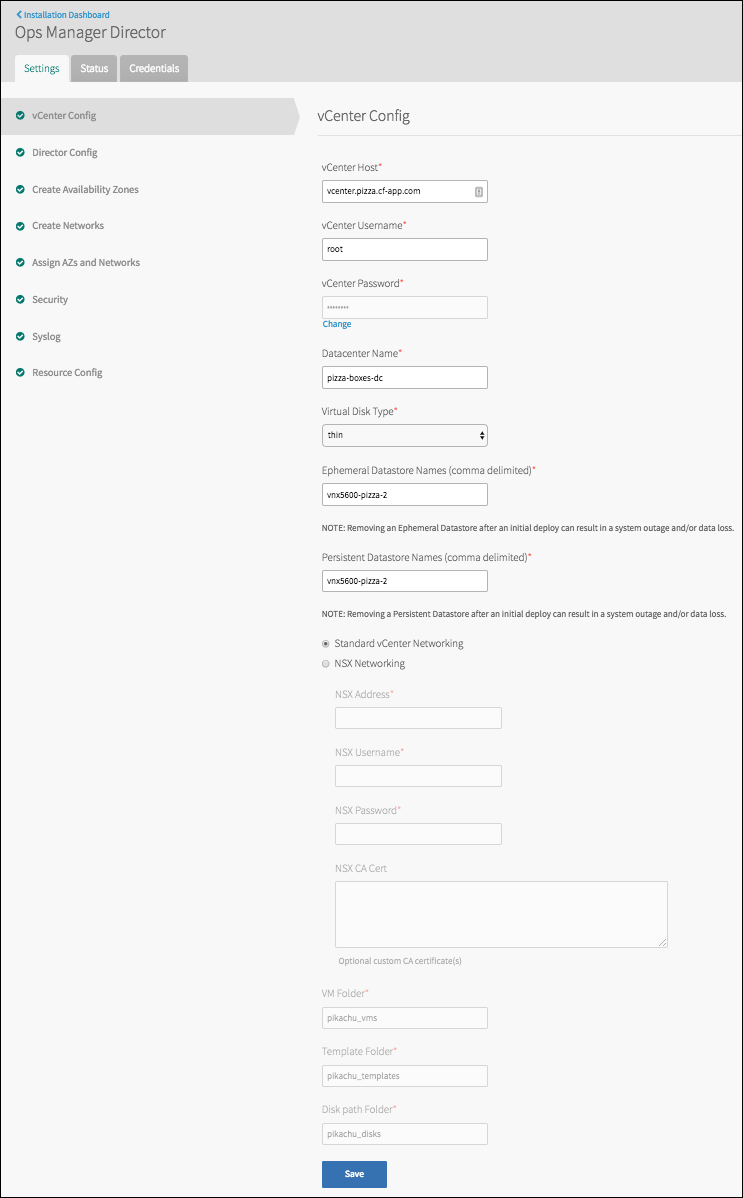 Installation Dashboard
Ops Manager Director
Settings
Status
Credentials
vCenter Config
Director Config
Create Availability Zones
Create Networks
Assign AZs and Networks
Security
Syslog
Resource Config
vCenter Config
vCenter Host*
vcenter.pizza.cf-app.com
vCenter Username*
root
vCenter Password*
••••••••
Change
Datacenter Name*
pizza-boxes-dc
Virtual Disk Type*
thin
Ephemeral Datastore Names (comma delimited)*
vnx5600-pizza-2
NOTE: Removing an Ephemeral Datastore after an initial deploy can result in a system outage and/or data loss.
Persistent Datastore Names (comma delimited)*
vnx5600-pizza-2
NOTE: Removing a Persistent Datastore after an initial deploy can result in a system outage and/or data loss.
Standard vCenter Networking
NSX Networking
NSX Address*
NSX Username*
NSX Password*
NSX CA Cert
Optional custom CA certificate(s)
VM Folder*
pikachu_vms
Template Folder*
pikachu_templates
Disk path Folder*
pikachu_disks
Save